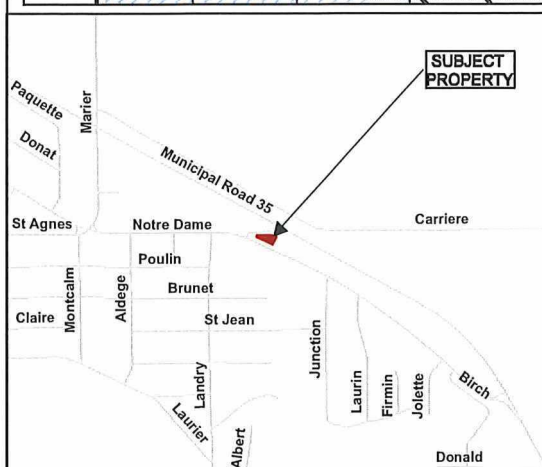 SUBJECT
PROPERTY
Paquette
Marier
Donat
Municipal Road 35
St Agnes
Notre Dame
Carriere
Poulin
Montcalm
Aldege
Brunet
Claire
St Jean
Junction
Landry
Laurin
Firmin
Jolette
Birch
Laurier
Albert
Donald